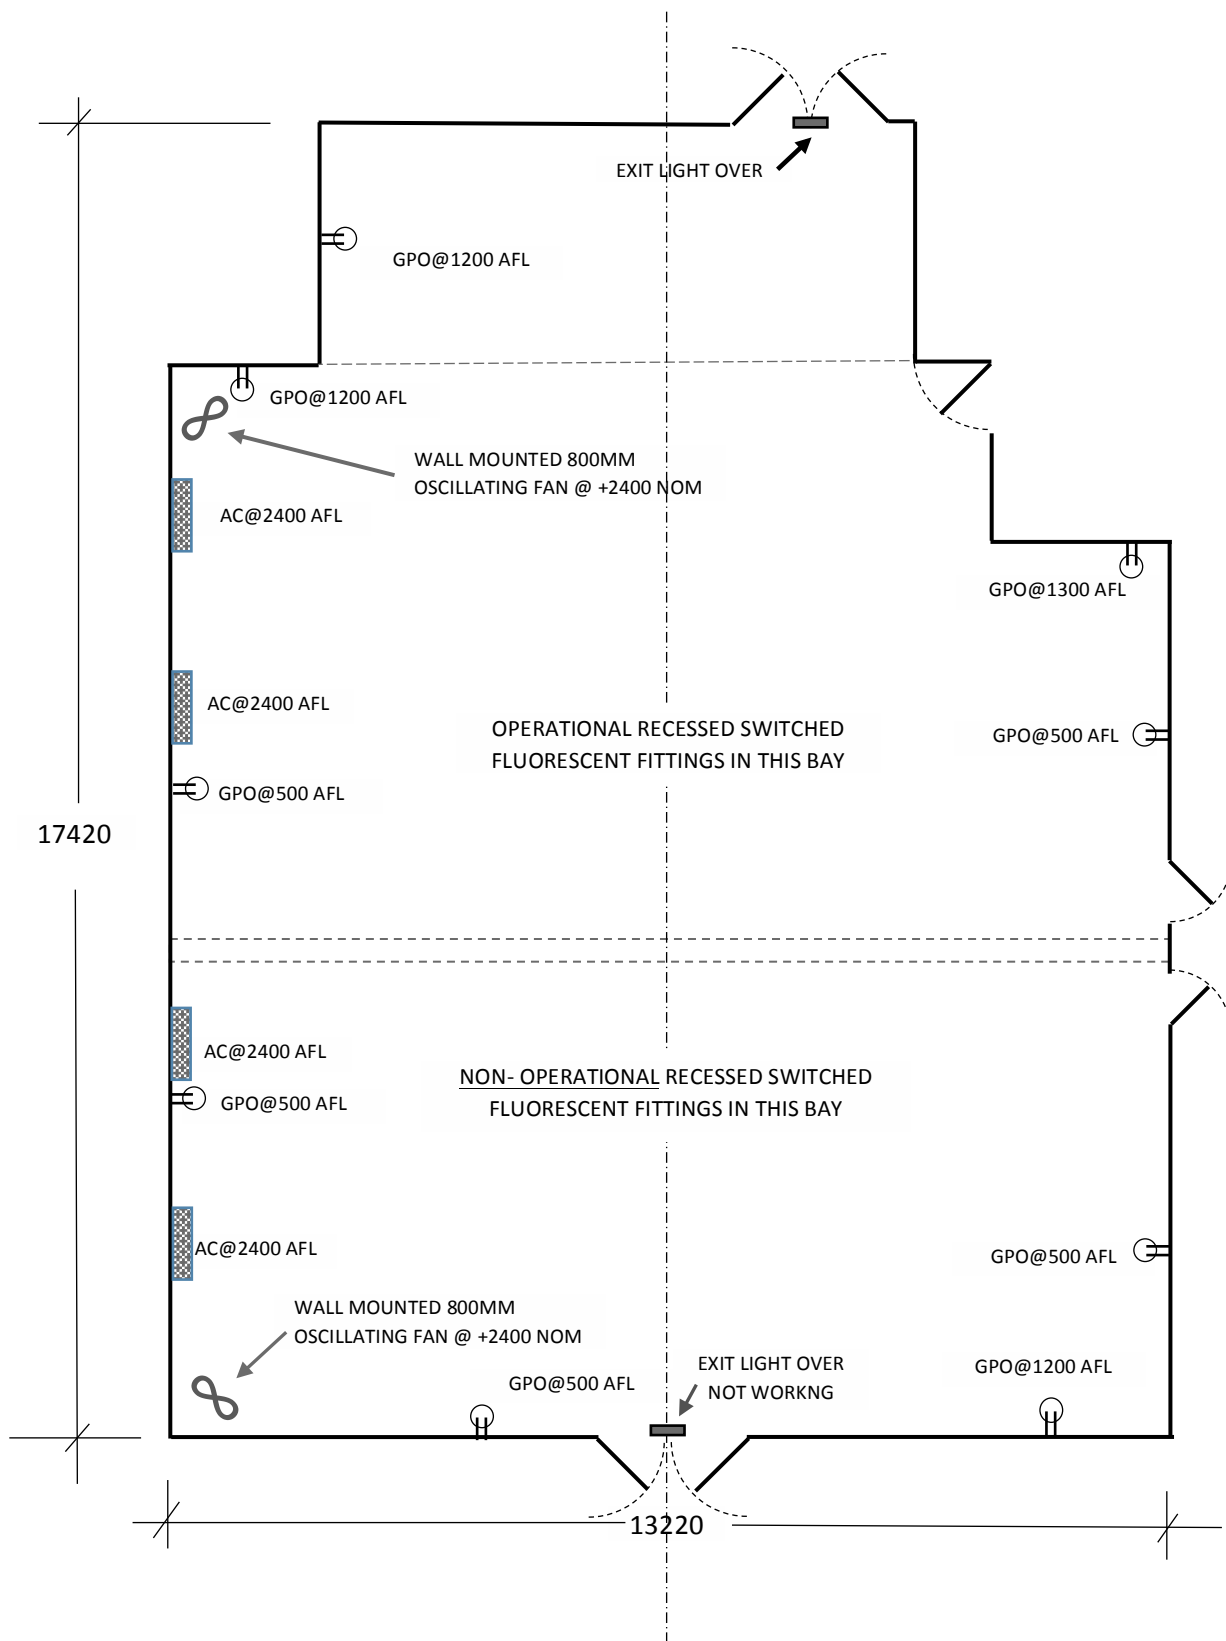 EXIT LIGHT OVER
GPO@1200 AFL
GPO@1200 AFL
WALL MOUNTED 800MM
OSCILLATING FAN @ +2400 NOM
AC@2400 AFL
GPO@1300 AFL
AC@2400 AFL
OPERATIONAL RECESSED SWITCHED
FLUORESCENT FITTINGS IN THIS BAY
GPO@500 AFL
GPO@500 AFL
17420
AC@2400 AFL
NON- OPERATIONAL RECESSED SWITCHED
FLUORESCENT FITTINGS IN THIS BAY
GPO@500 AFL
AC@2400 AFL
GPO@500 AFL
WALL MOUNTED 800MM
OSCILLATING FAN @ +2400 NOM
EXIT LIGHT OVER
NOT WORKNG
GPO@1200 AFL
GPO@500 AFL
13220